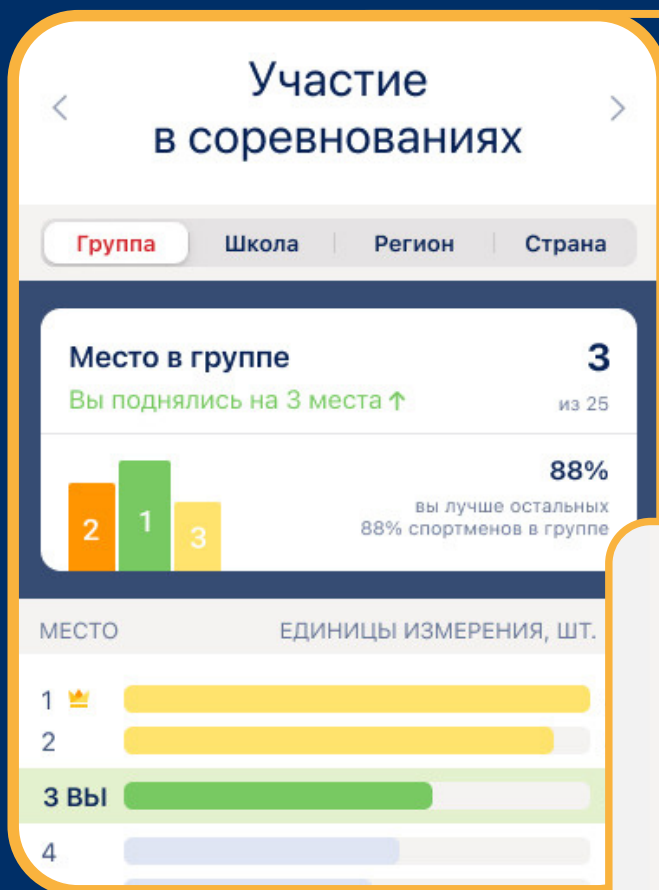 Участие
в соревнованиях
Группа Школа Регион Страна
Место в группе 3
Вы поднялись на 3 места ↑ из 25
88%
вы лучше остальных
88% спортменов в группе
2 1 3
МЕСТО ЕДИНИЦЫ ИЗМЕРЕНИЯ, ШТ.
1
2
3 ВЫ
4